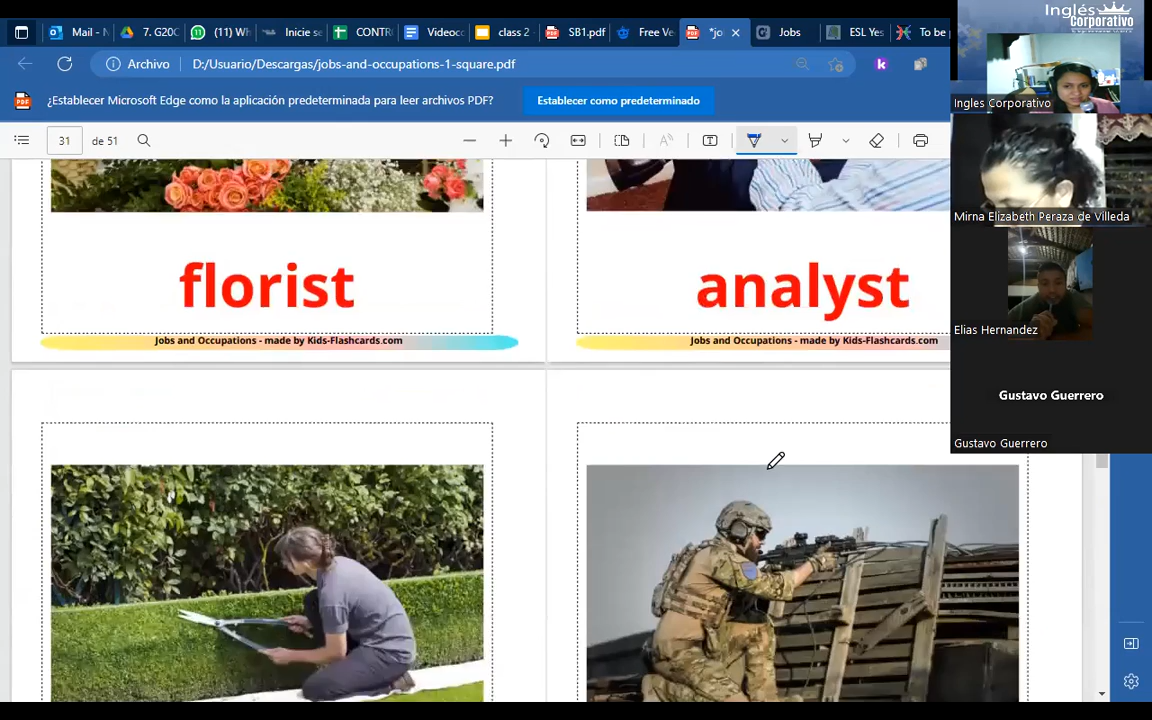 Mail - N
7. G20C
(11) Wh
Inicie se
CONTR
Videoco
class 2 -
SB1.pdf
Free Ve
*jo
Jobs
ESL Yes
To be p
Archivo
D:/Usuario/Descargas/jobs-and-occupations-1-square.pdf
k
¿Establecer Microsoft Edge como la aplicación predeterminada para leer archivos PDF?
Establecer como predeterminado
31
de 51
florist
analyst
Jobs and Occupations - made by Kids-Flashcards.com
Jobs and Occupations - made by Kids-Flashcards.com
Inglés
Corporativo
Ingles Corporativo
Mirna Elizabeth Peraza de Villeda
Elias Hernandez
Gustavo Guerrero
Gustavo Guerrero